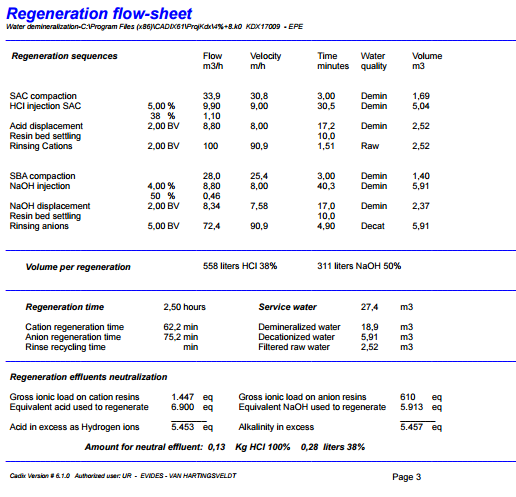 Regeneration flow-sheet
Water demineralization-C:\Program Files (x86)\CADIX61\ProjKdx\4%+8.k0 KDX17009 - EPE
Regeneration sequences Flow Velocity Time Water Volume
m3/h m/h minutes quality m3
SAC compaction 33,9 30,8 3,00 Demin 1,69
HCl injection SAC 5,00 % 9,90 9,00 30,5 Demin 5,04
38 % 1,10
Acid displacement 2,00 BV 8,80 8,00 17,2 Demin 2,52
Resin bed settling 10,0
Rinsing Cations 2,00 BV 100 90,9 1,51 Raw 2,52
SBA compaction 28,0 25,4 3,00 Demin 1,40
NaOH injection 4,00 % 8,80 8,00 40,3 Demin 5,91
50 % 0,46
NaOH displacement 2,00 BV 8,34 7,58 17,0 Demin 2,37
Resin bed settling 10,0
Rinsing anions 5,00 BV 72,4 90,9 4,90 Decat 5,91
Volume per regeneration 558 liters HCl 38% 311 liters NaOH 50%
Regeneration time 2,50 hours Service water 27,4 m3
Cation regeneration time 62,2 min Demineralized water 18,9 m3
Anion regeneration time 75,2 min Decationized water 5,91 m3
Rinse recycling time min Filtered raw water 2,52 m3
Regeneration effluents neutralization
Gross ionic load on cation resins 1.447 eq Gross ionic load on anion resins 610 eq
Equivalent acid used to regenerate 6.900 eq Equivalent NaOH used to regenerate 5.913 eq
Acid in excess as Hydrogen ions 5.453 eq Alkalinity in excess 5.457 eq
Amount for neutral effluent: 0,13 Kg HCl 100% 0,28 liters 38%
Cadix Version # 6.1.0 Authorized user: UR - EVIDES - VAN HARTINGSVELDT Page 3